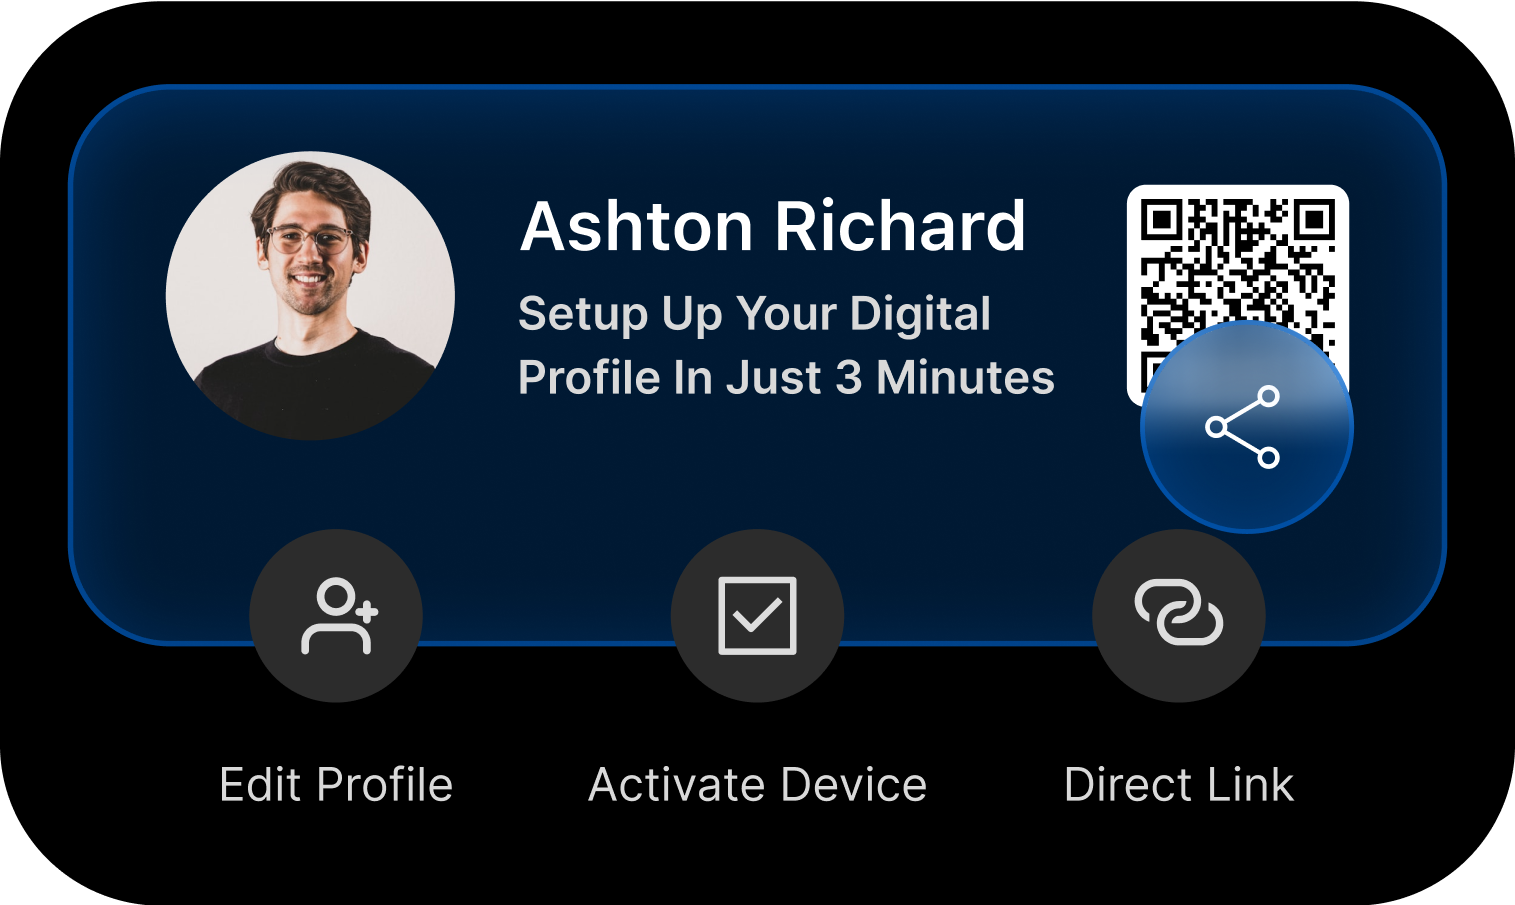 Ashton Richard
Setup Up Your Digital
Profile In Just 3 Minutes
Edit Profile
Activate Device
Direct Link